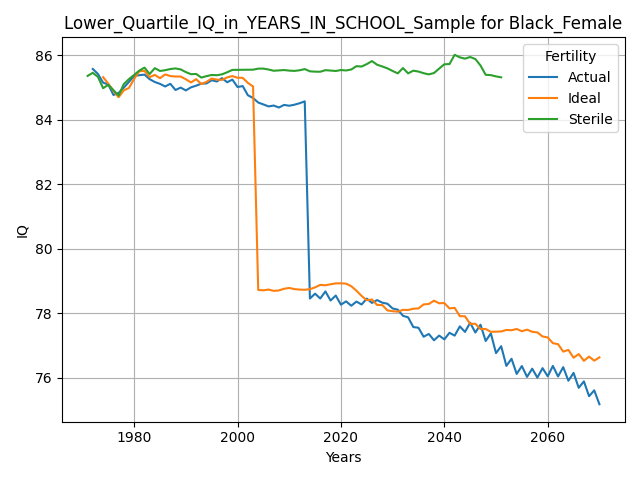 Lower_Quartile_IQ_in_YEARS_IN_SCHOOL_Sample for Black_Female
Fertility
Actual
Ideal
Sterile
86
84
82
80
78
76
IQ
1980
2000
2020
2040
2060
Years